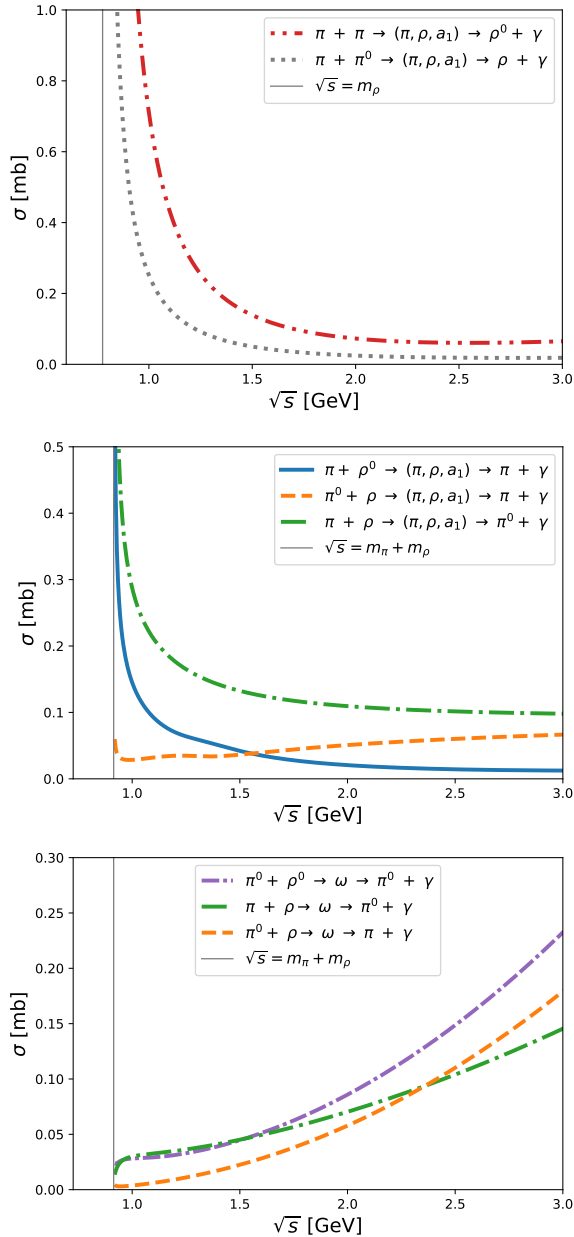 1.0
0.8
0.6
0.4
0.2
0.0
σ [mb]
π + π → (π, ρ, a₁) → ρ⁰ + γ
π + π⁰ → (π, ρ, a₁) → ρ + γ
√s = mρ
1.0 1.5 2.0 2.5 3.0
√s [GeV]
0.5
0.4
0.3
0.2
0.1
0.0
σ [mb]
π + ρ⁰ → (π, ρ, a₁) → π + γ
π⁰ + ρ → (π, ρ, a₁) → π + γ
π + ρ → (π, ρ, a₁) → π⁰ + γ
√s = mπ + mρ
1.0 1.5 2.0 2.5 3.0
√s [GeV]
0.30
0.25
0.20
0.15
0.10
0.05
0.00
σ [mb]
π⁰ + ρ⁰ → ω → π⁰ + γ
π + ρ → ω → π⁰ + γ
π⁰ + ρ → ω → π + γ
√s = mπ + mρ
1.0 1.5 2.0 2.5 3.0
√s [GeV]